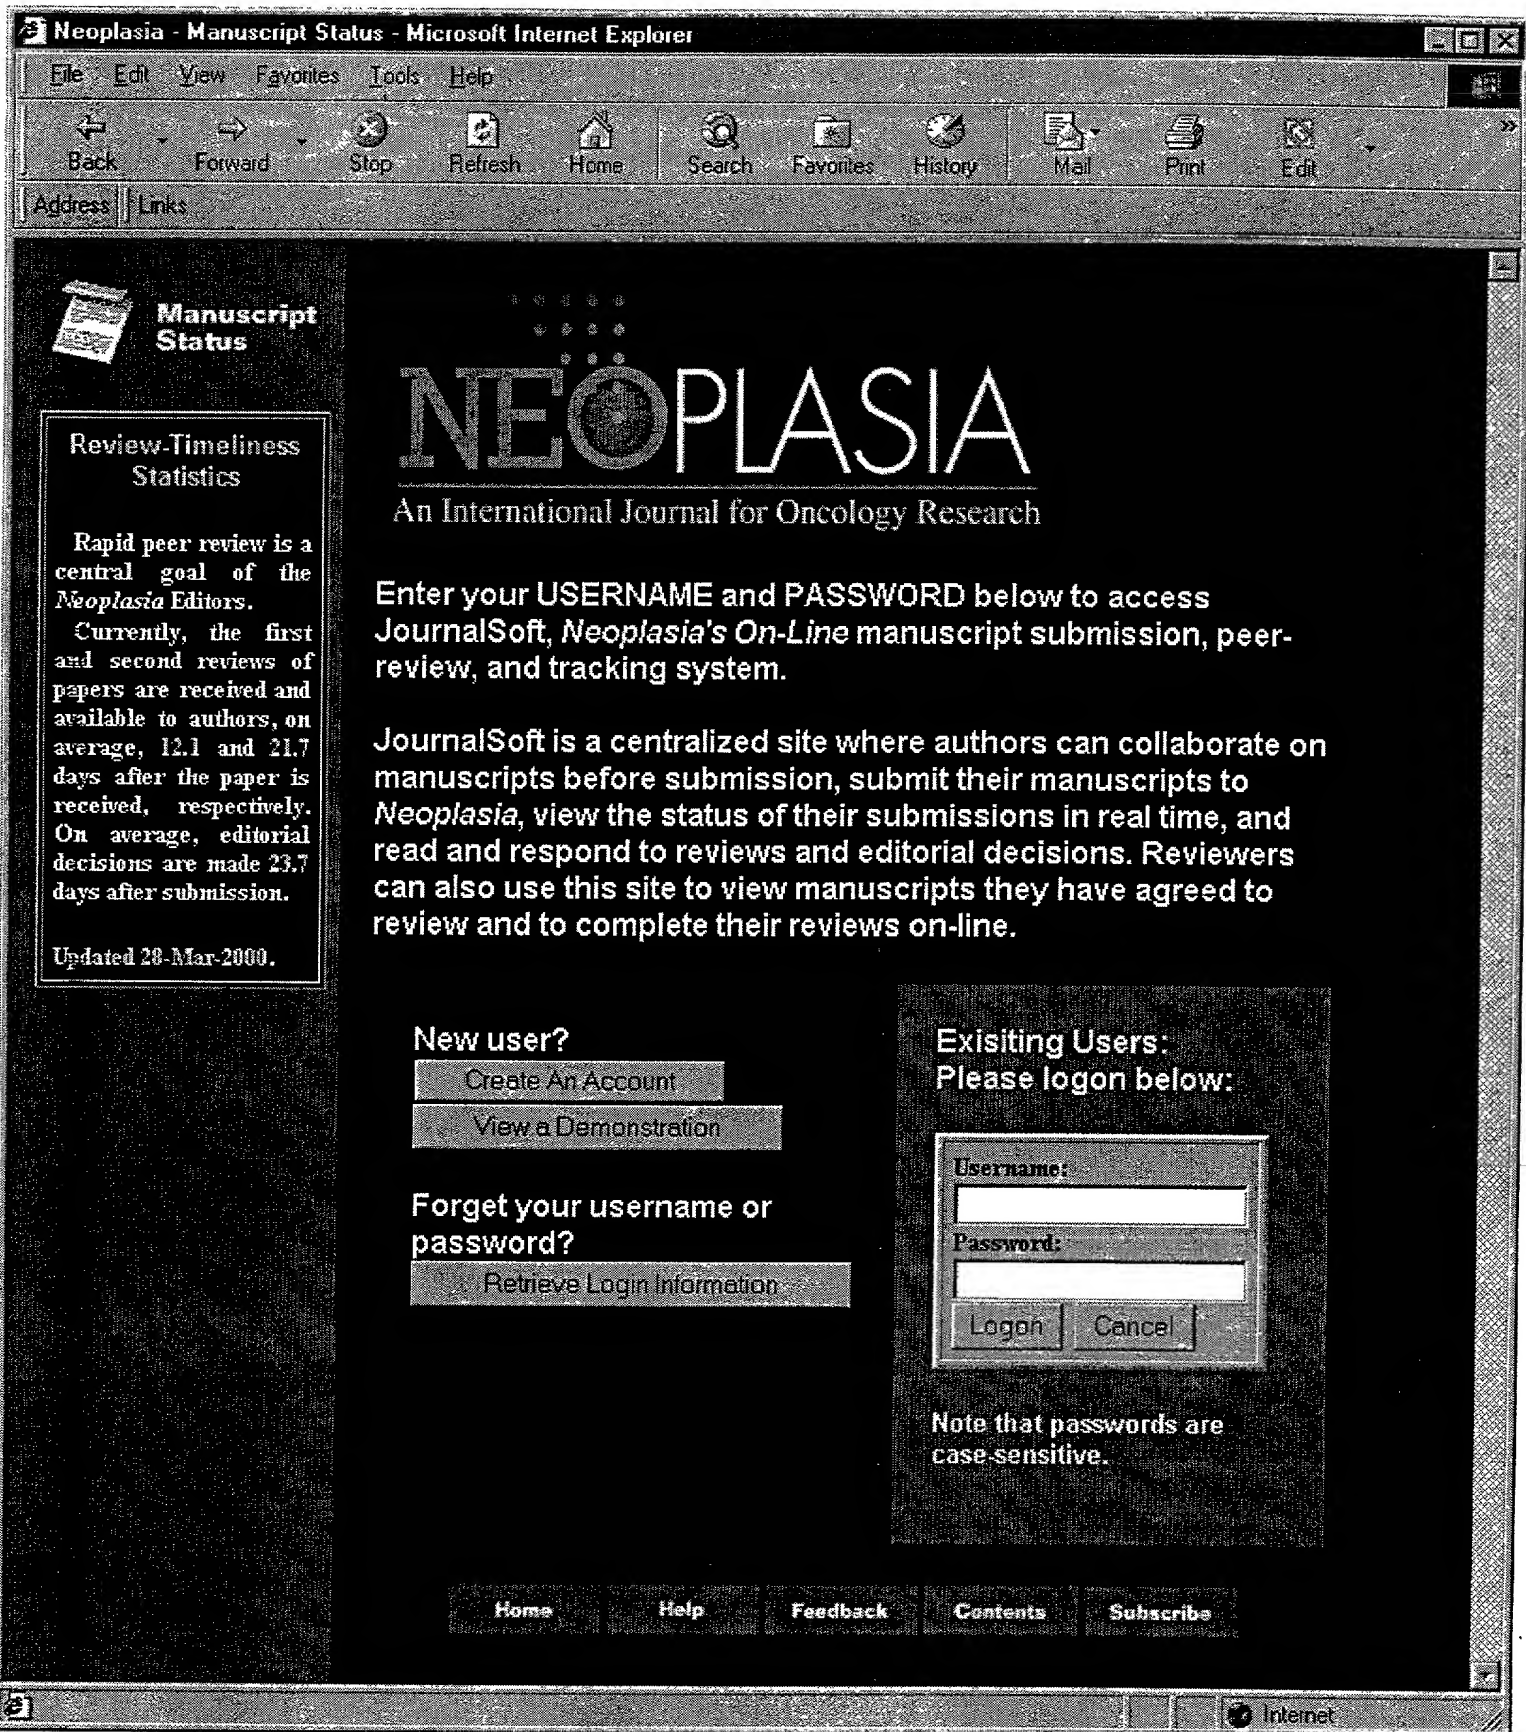 Neoplasia - Manuscript Status - Microsoft Internet Explorer
File Edit View Favorites Tools Help
Back Forward Stop Refresh Home Search Favorites History Mail Print Edit »
Address Links
Manuscript
Status
Review-Timeliness
Statistics
Rapid peer review is a
central goal of the
Neoplasia Editors.
Currently, the first
and second reviews of
papers are received and
available to authors, on
average, 12.1 and 21.7
days after the paper is
received, respectively.
On average, editorial
decisions are made 23.7
days after submission.
Updated 28-Mar-2000.
NEOPLASIA
An International Journal for Oncology Research
Enter your USERNAME and PASSWORD below to access
JournalSoft, Neoplasia's On-Line manuscript submission, peer-
review, and tracking system.
JournalSoft is a centralized site where authors can collaborate on
manuscripts before submission, submit their manuscripts to
Neoplasia, view the status of their submissions in real time, and
read and respond to reviews and editorial decisions. Reviewers
can also use this site to view manuscripts they have agreed to
review and to complete their reviews on-line.
New user?
Create An Account
View a Demonstration
Forget your username or
password?
Retrieve Login Information
Exisiting Users:
Please logon below:
Username:
Password:
Logon Cancel
Note that passwords are
case-sensitive.
Home Help Feedback Contents Subscribe
Internet